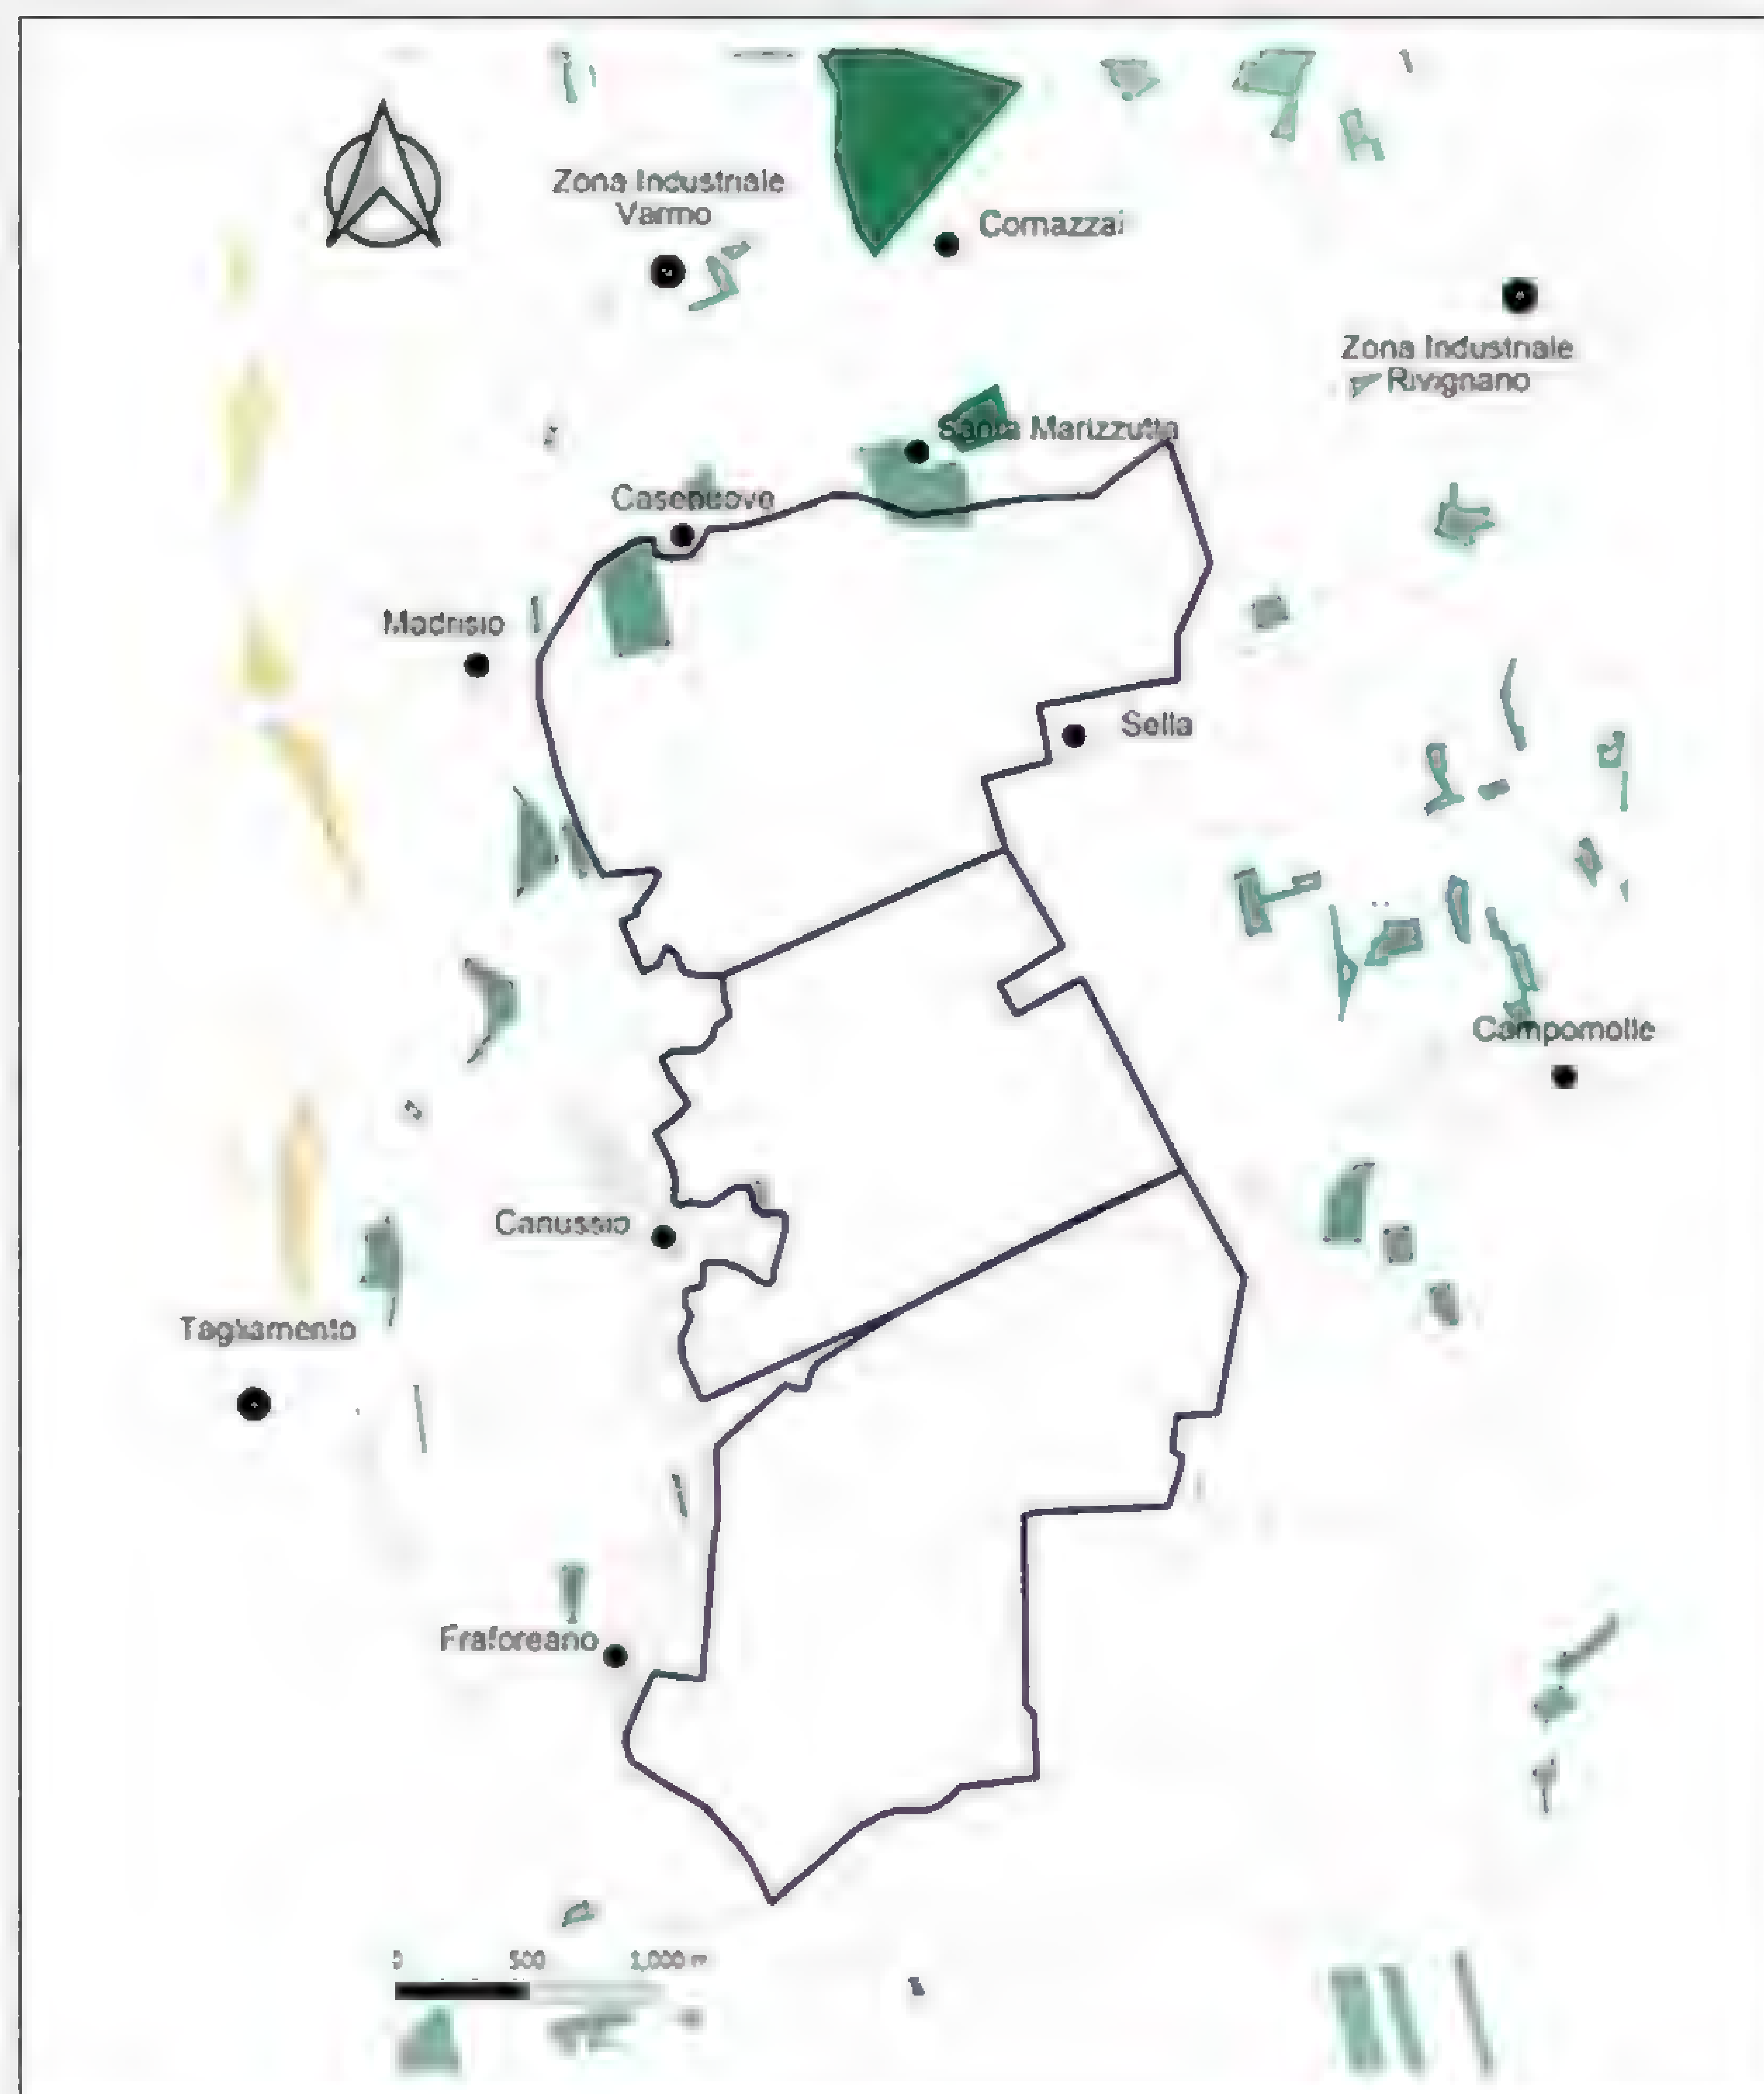 Zona Industriale
Varmo
Cornazzai
Zona Industriale
Rivignano
Santa Marizzutta
Casenuove
Madrisio
Sella
Campomolle
Canussio
Tagliamento
Fraforeano
0 500 1,000 m